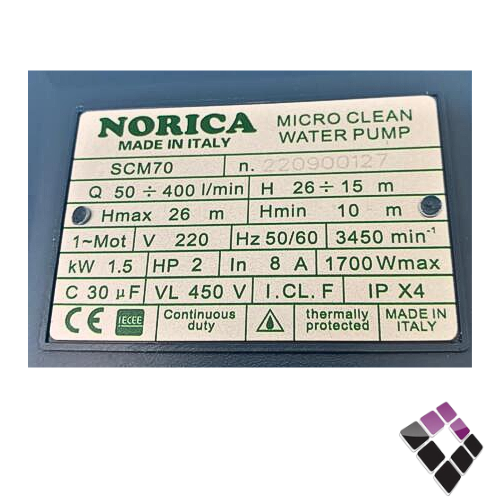 NORICA MICRO CLEAN
MADE IN ITALY WATER PUMP
SCM70 n. 220900127
Q 50 ÷ 400 l/min H 26 ÷ 15 m
Hmax 26 m Hmin 10 m
1~Mot V 220 Hz 50/60 3450 min⁻¹
kW 1.5 HP 2 In 8 A 1700 Wmax
C 30 µF VL 450 V I.CL. F IP X4
CE IECEE Continuous duty thermally protected MADE IN ITALY